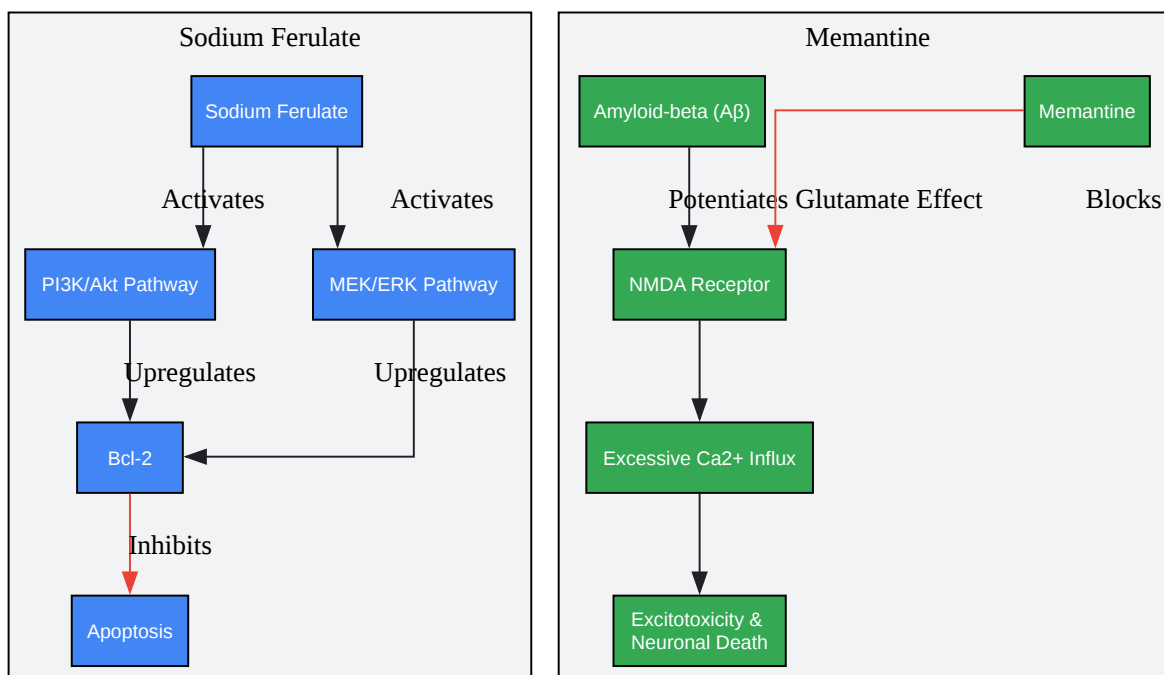 Sodium Ferulate
Sodium Ferulate
Activates
Activates
PI3K/Akt Pathway
MEK/ERK Pathway
Upregulates
Upregulates
Bcl-2
Inhibits
Apoptosis
Memantine
Amyloid-beta (Aβ)
Memantine
Potentiates Glutamate Effect
Blocks
NMDA Receptor
Excessive Ca2+ Influx
Excitotoxicity &
Neuronal Death